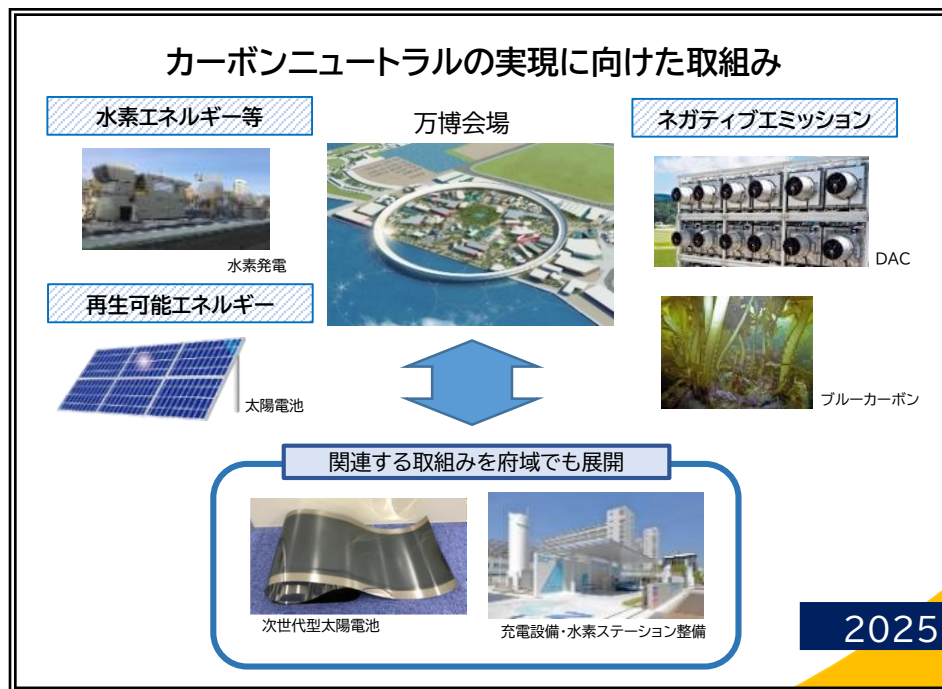 カーボンニュートラルの実現に向けた取組み
水素エネルギー等
万博会場
ネガティブエミッション
水素発電
DAC
再生可能エネルギー
太陽電池
ブルーカーボン
関連する取組みを府域でも展開
次世代型太陽電池
充電設備・水素ステーション整備
2025